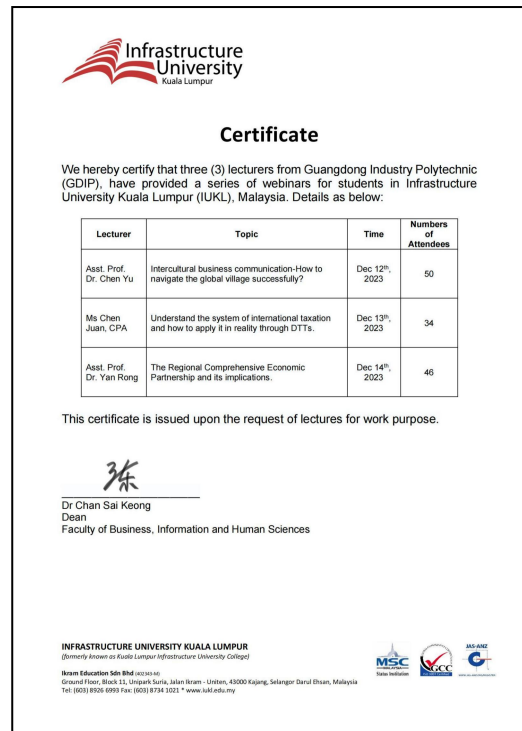 Infrastructure
University
Kuala Lumpur
Certificate
We hereby certify that three (3) lecturers from Guangdong Industry Polytechnic
(GDIP), have provided a series of webinars for students in Infrastructure
University Kuala Lumpur (IUKL), Malaysia. Details as below:
Lecturer Topic Time Numbers of Attendees
Asst. Prof. Dr. Chen Yu
Intercultural business communication-How to
navigate the global village successfully?
Dec 12th, 2023
50
Ms Chen Juan, CPA
Understand the system of international taxation
and how to apply it in reality through DTTs.
Dec 13th, 2023
34
Asst. Prof. Dr. Yan Rong
The Regional Comprehensive Economic
Partnership and its implications.
Dec 14th, 2023
46
This certificate is issued upon the request of lectures for work purpose.
Dr Chan Sai Keong
Dean
Faculty of Business, Information and Human Sciences
INFRASTRUCTURE UNIVERSITY KUALA LUMPUR
(formerly known as Kuala Lumpur Infrastructure University College)
Ikram Education Sdn Bhd (402343-M)
Ground Floor, Block 11, Unipark Suria, Jalan Ikram - Uniten, 43000 Kajang, Selangor Darul Ehsan, Malaysia
Tel: (603) 8926 6993 Fax: (603) 8734 1021 * www.iukl.edu.my
MSC
MALAYSIA
Status Institution
GCC
JAS-ANZ